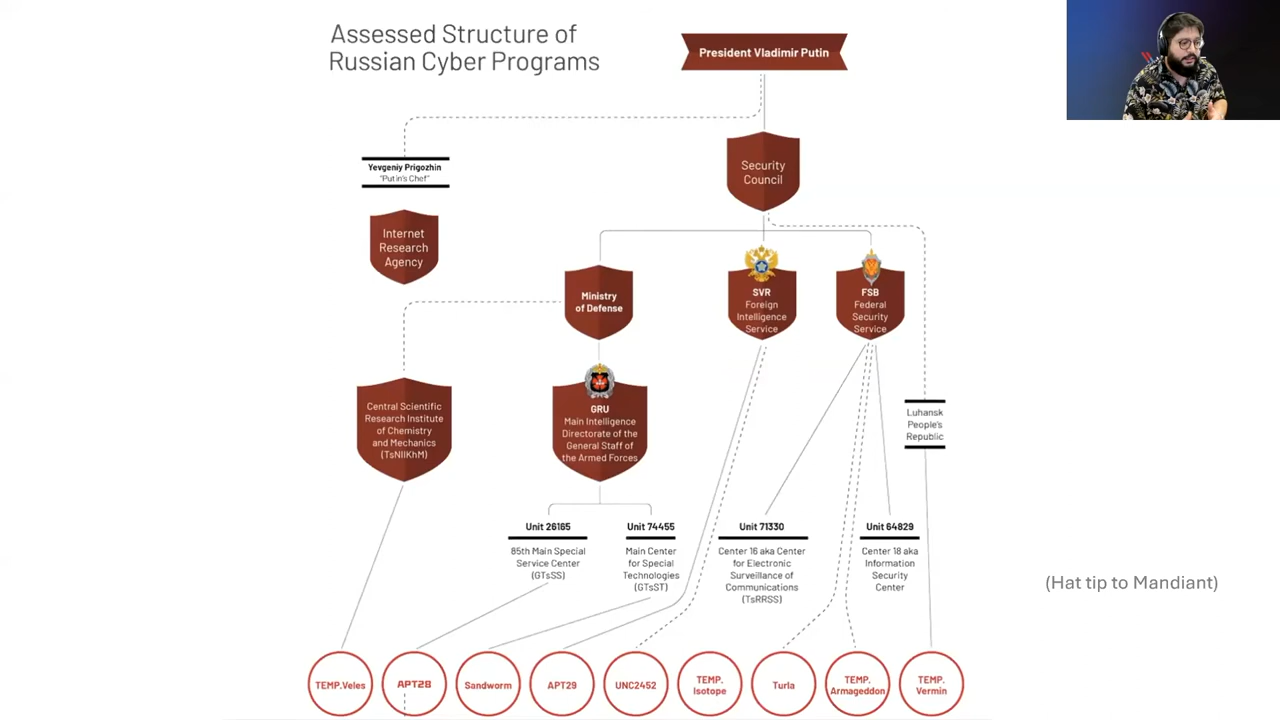 Assessed Structure of
Russian Cyber Programs
President Vladimir Putin
Yevgeniy Prigozhin
"Putin's Chef"
Security
Council
Internet
Research
Agency
Ministry
of Defense
SVR
Foreign
Intelligence
Service
FSB
Federal
Security
Service
Central Scientific
Research Institute
of Chemistry
and Mechanics
(TsNIIKhM)
GRU
Main Intelligence
Directorate of the
General Staff of
the Armed Forces
Luhansk
People's
Republic
Unit 26165
85th Main Special
Service Center
(GTsSS)
Unit 74455
Main Center
for Special
Technologies
(GTsST)
Unit 71330
Center 16 aka Center
for Electronic
Surveillance of
Communications
(TsRRSS)
Unit 64829
Center 18 aka
Information
Security
Center
(Hat tip to Mandiant)
TEMP.Veles
APT28
Sandworm
APT29
UNC2452
TEMP.
Isotope
Turla
TEMP.
Armageddon
TEMP.
Vermin